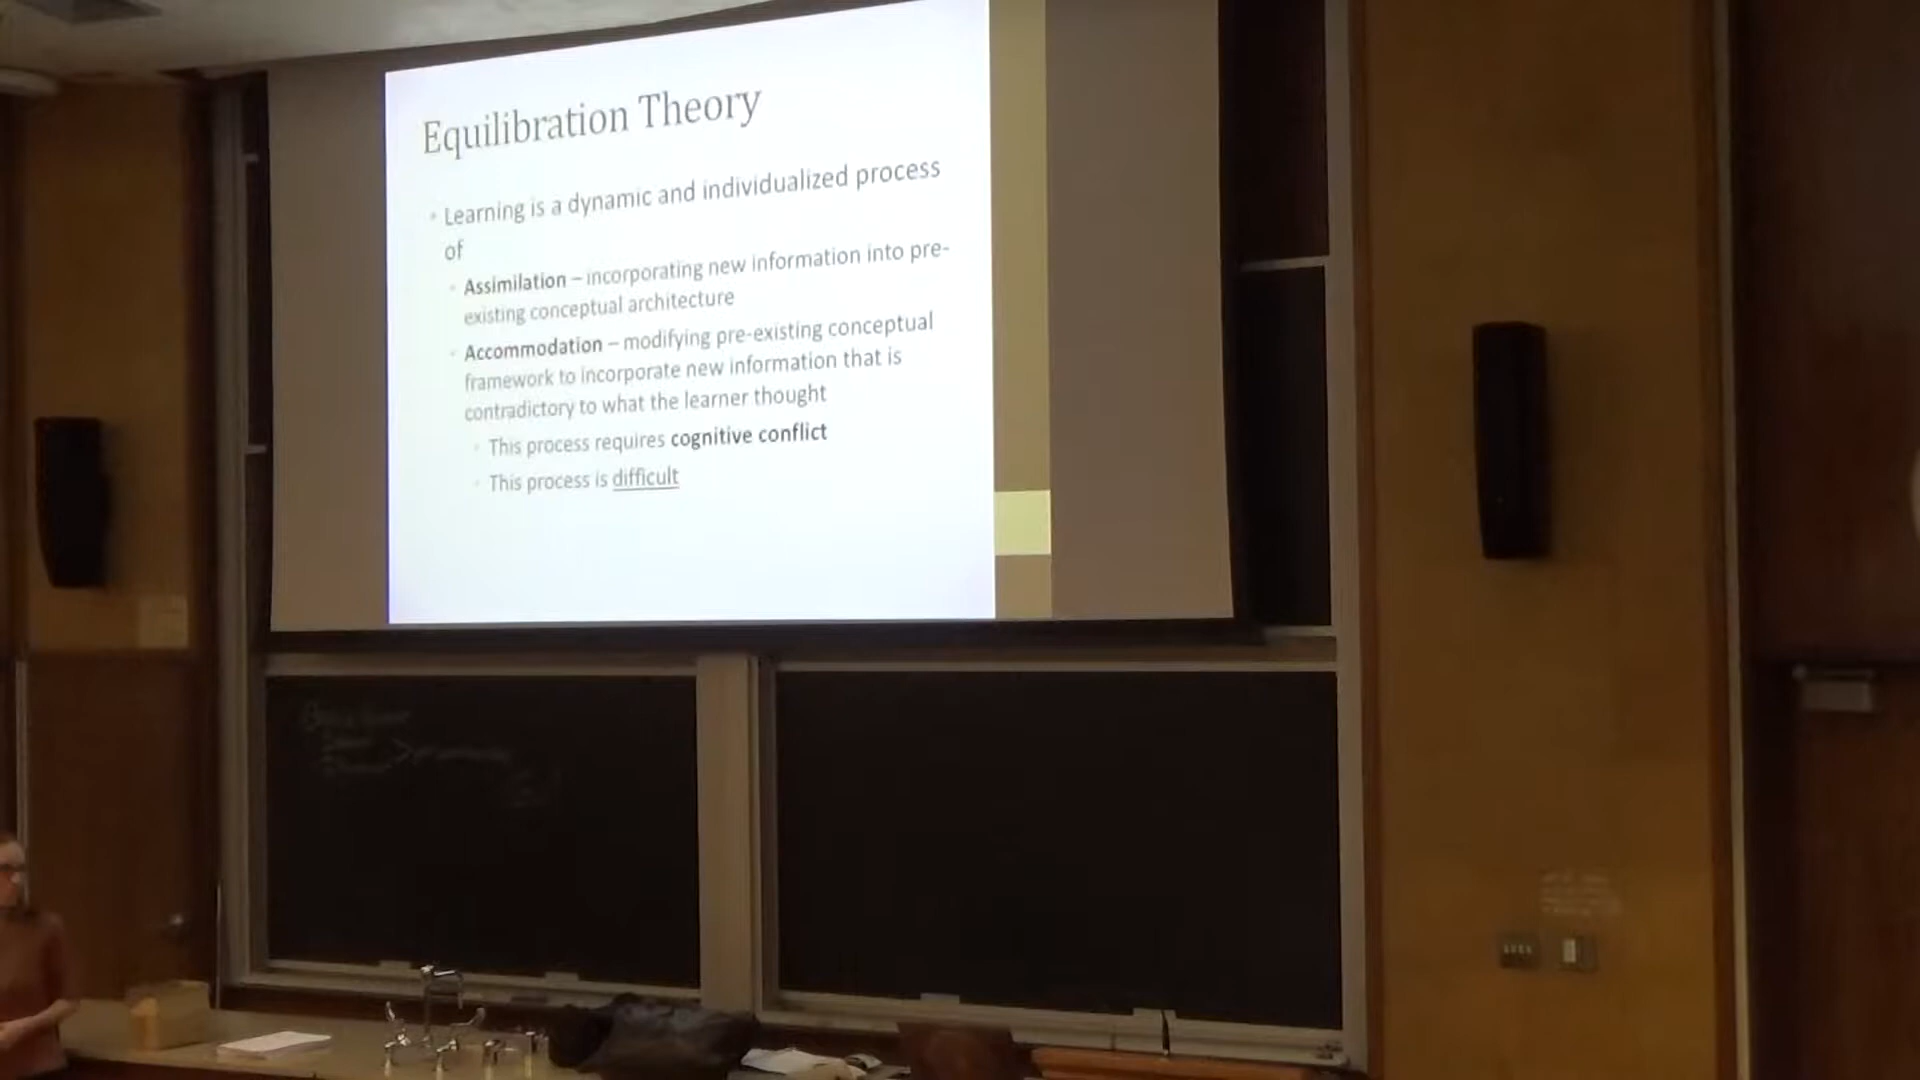 Equilibration Theory
Learning is a dynamic and individualized process
of
Assimilation – incorporating new information into pre-
existing conceptual architecture
Accommodation – modifying pre-existing conceptual
framework to incorporate new information that is
contradictory to what the learner thought
This process requires cognitive conflict
This process is difficult